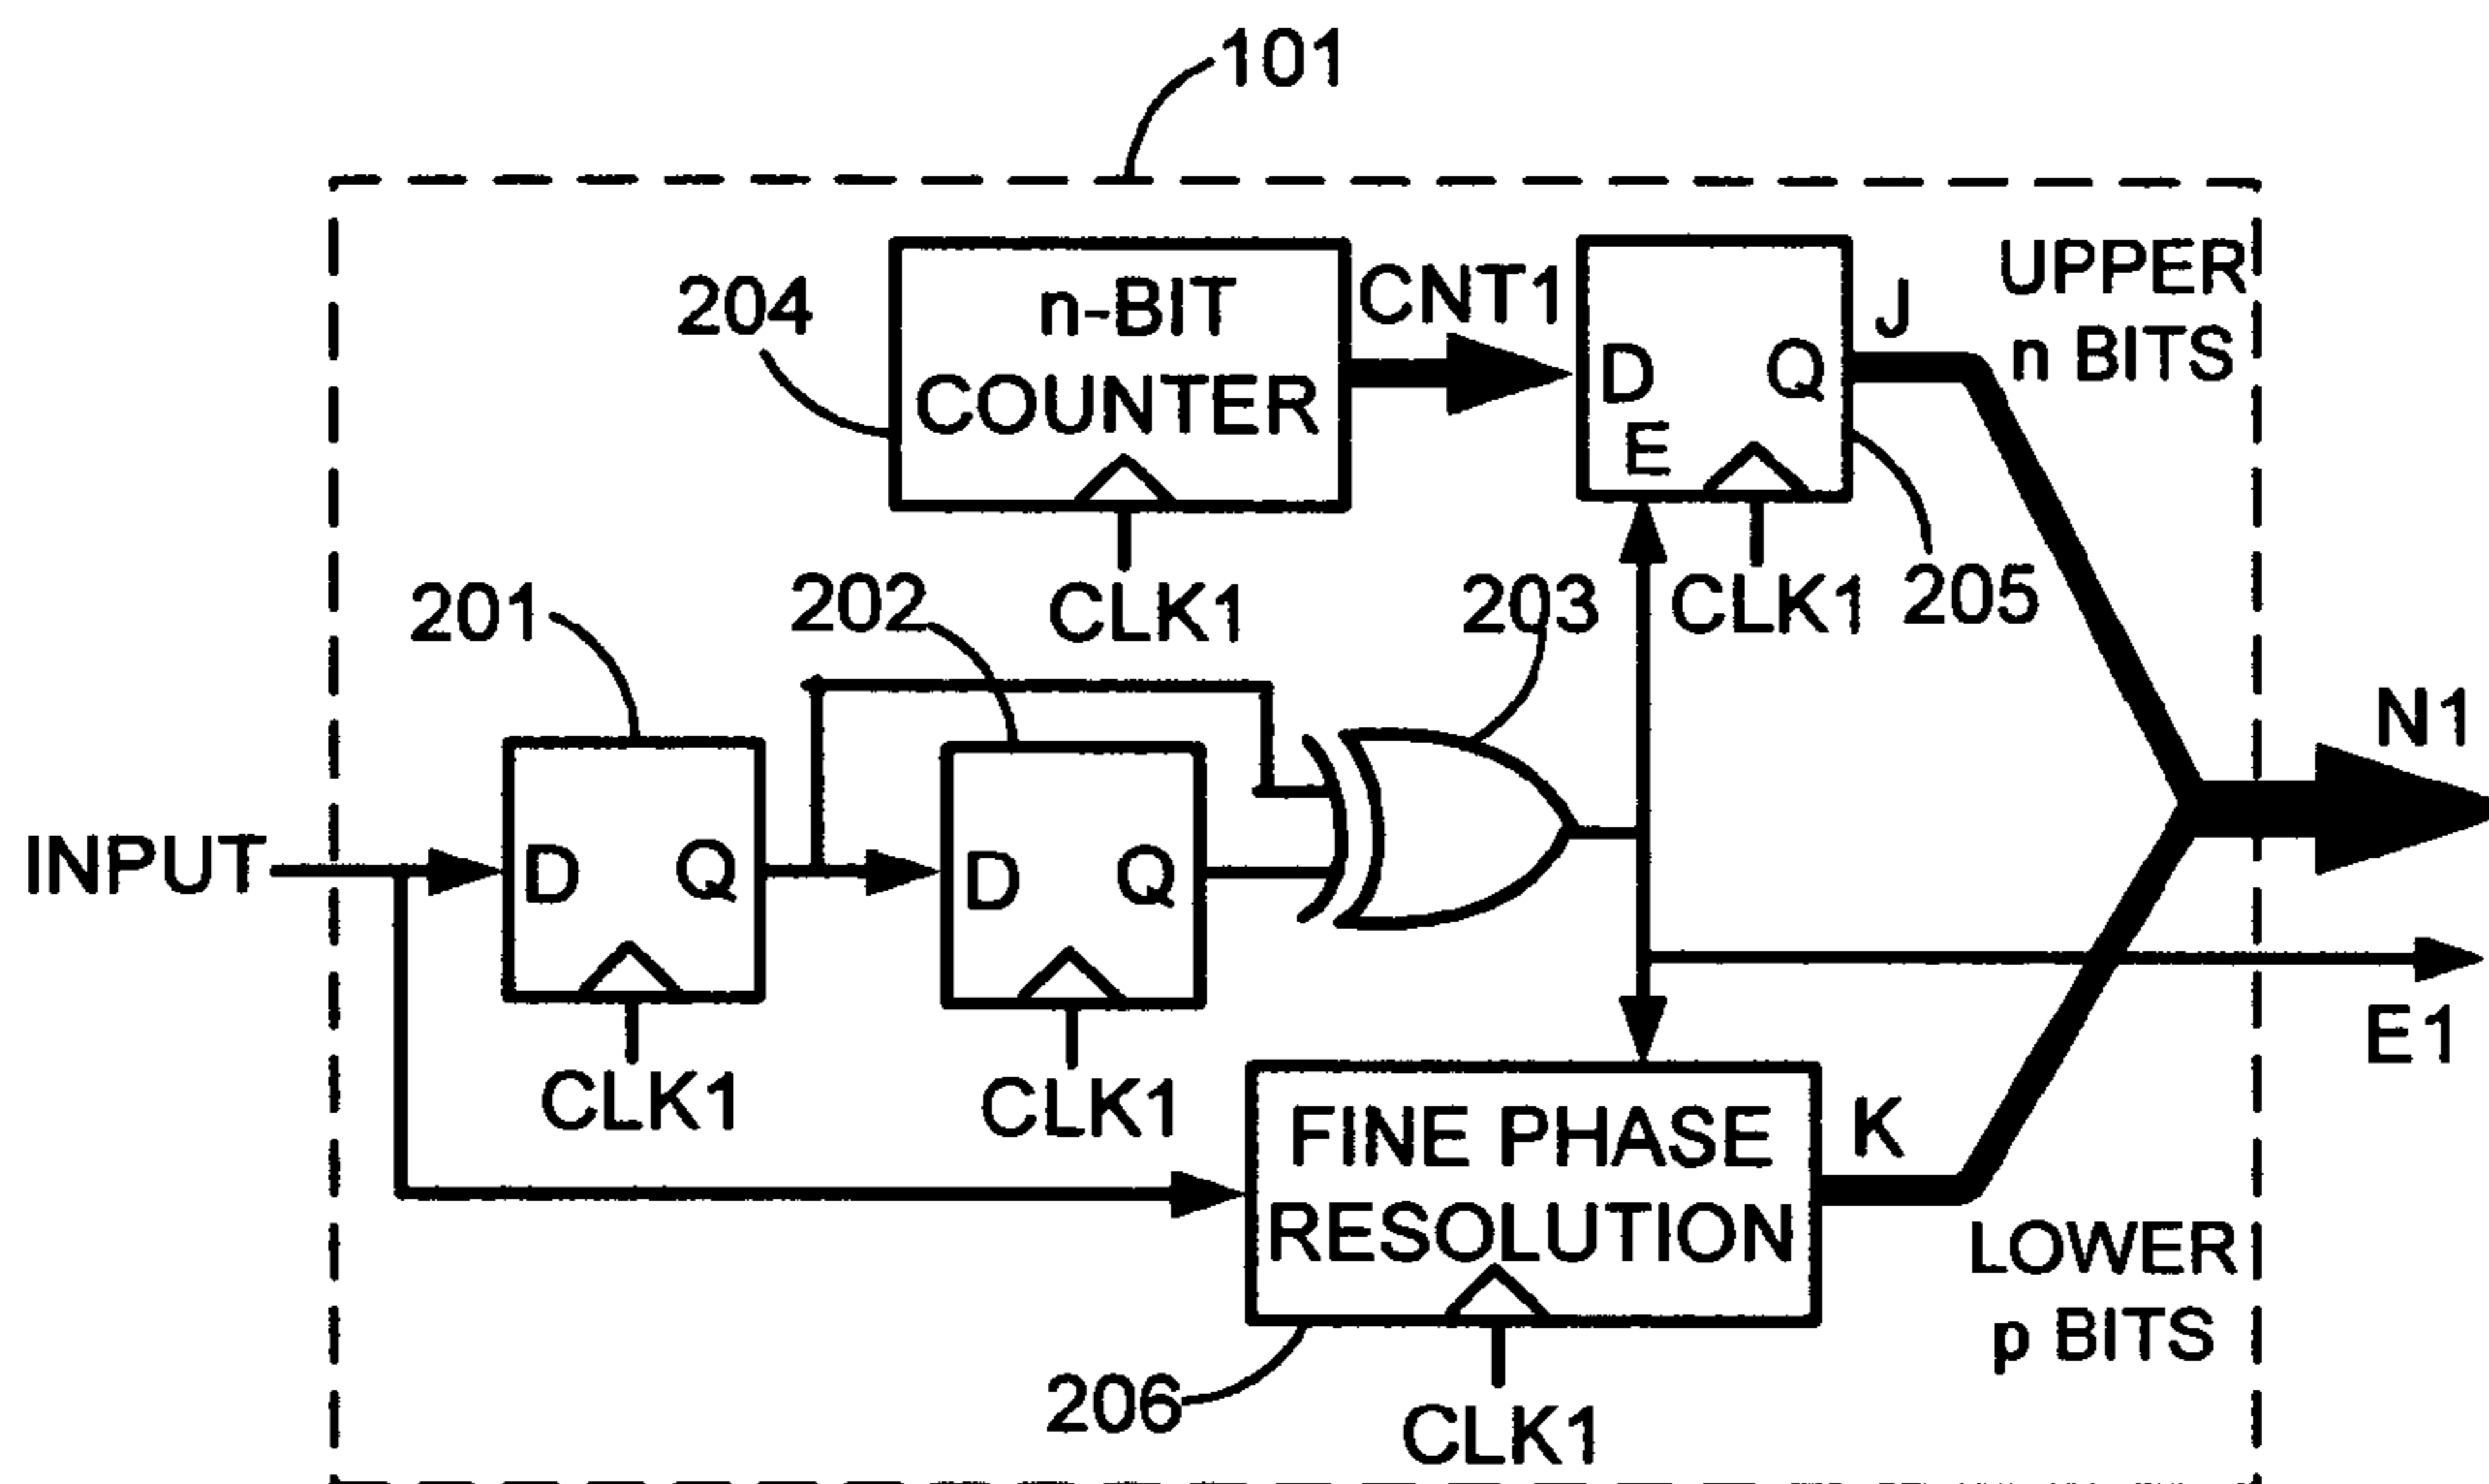 101
204
n-BIT
COUNTER
CNT1
D
Q
E
J
UPPER
n BITS
CLK1
CLK1
205
201
202
203
N1
INPUT
D
Q
D
Q
CLK1
CLK1
E1
FINE PHASE
RESOLUTION
K
LOWER
p BITS
206
CLK1